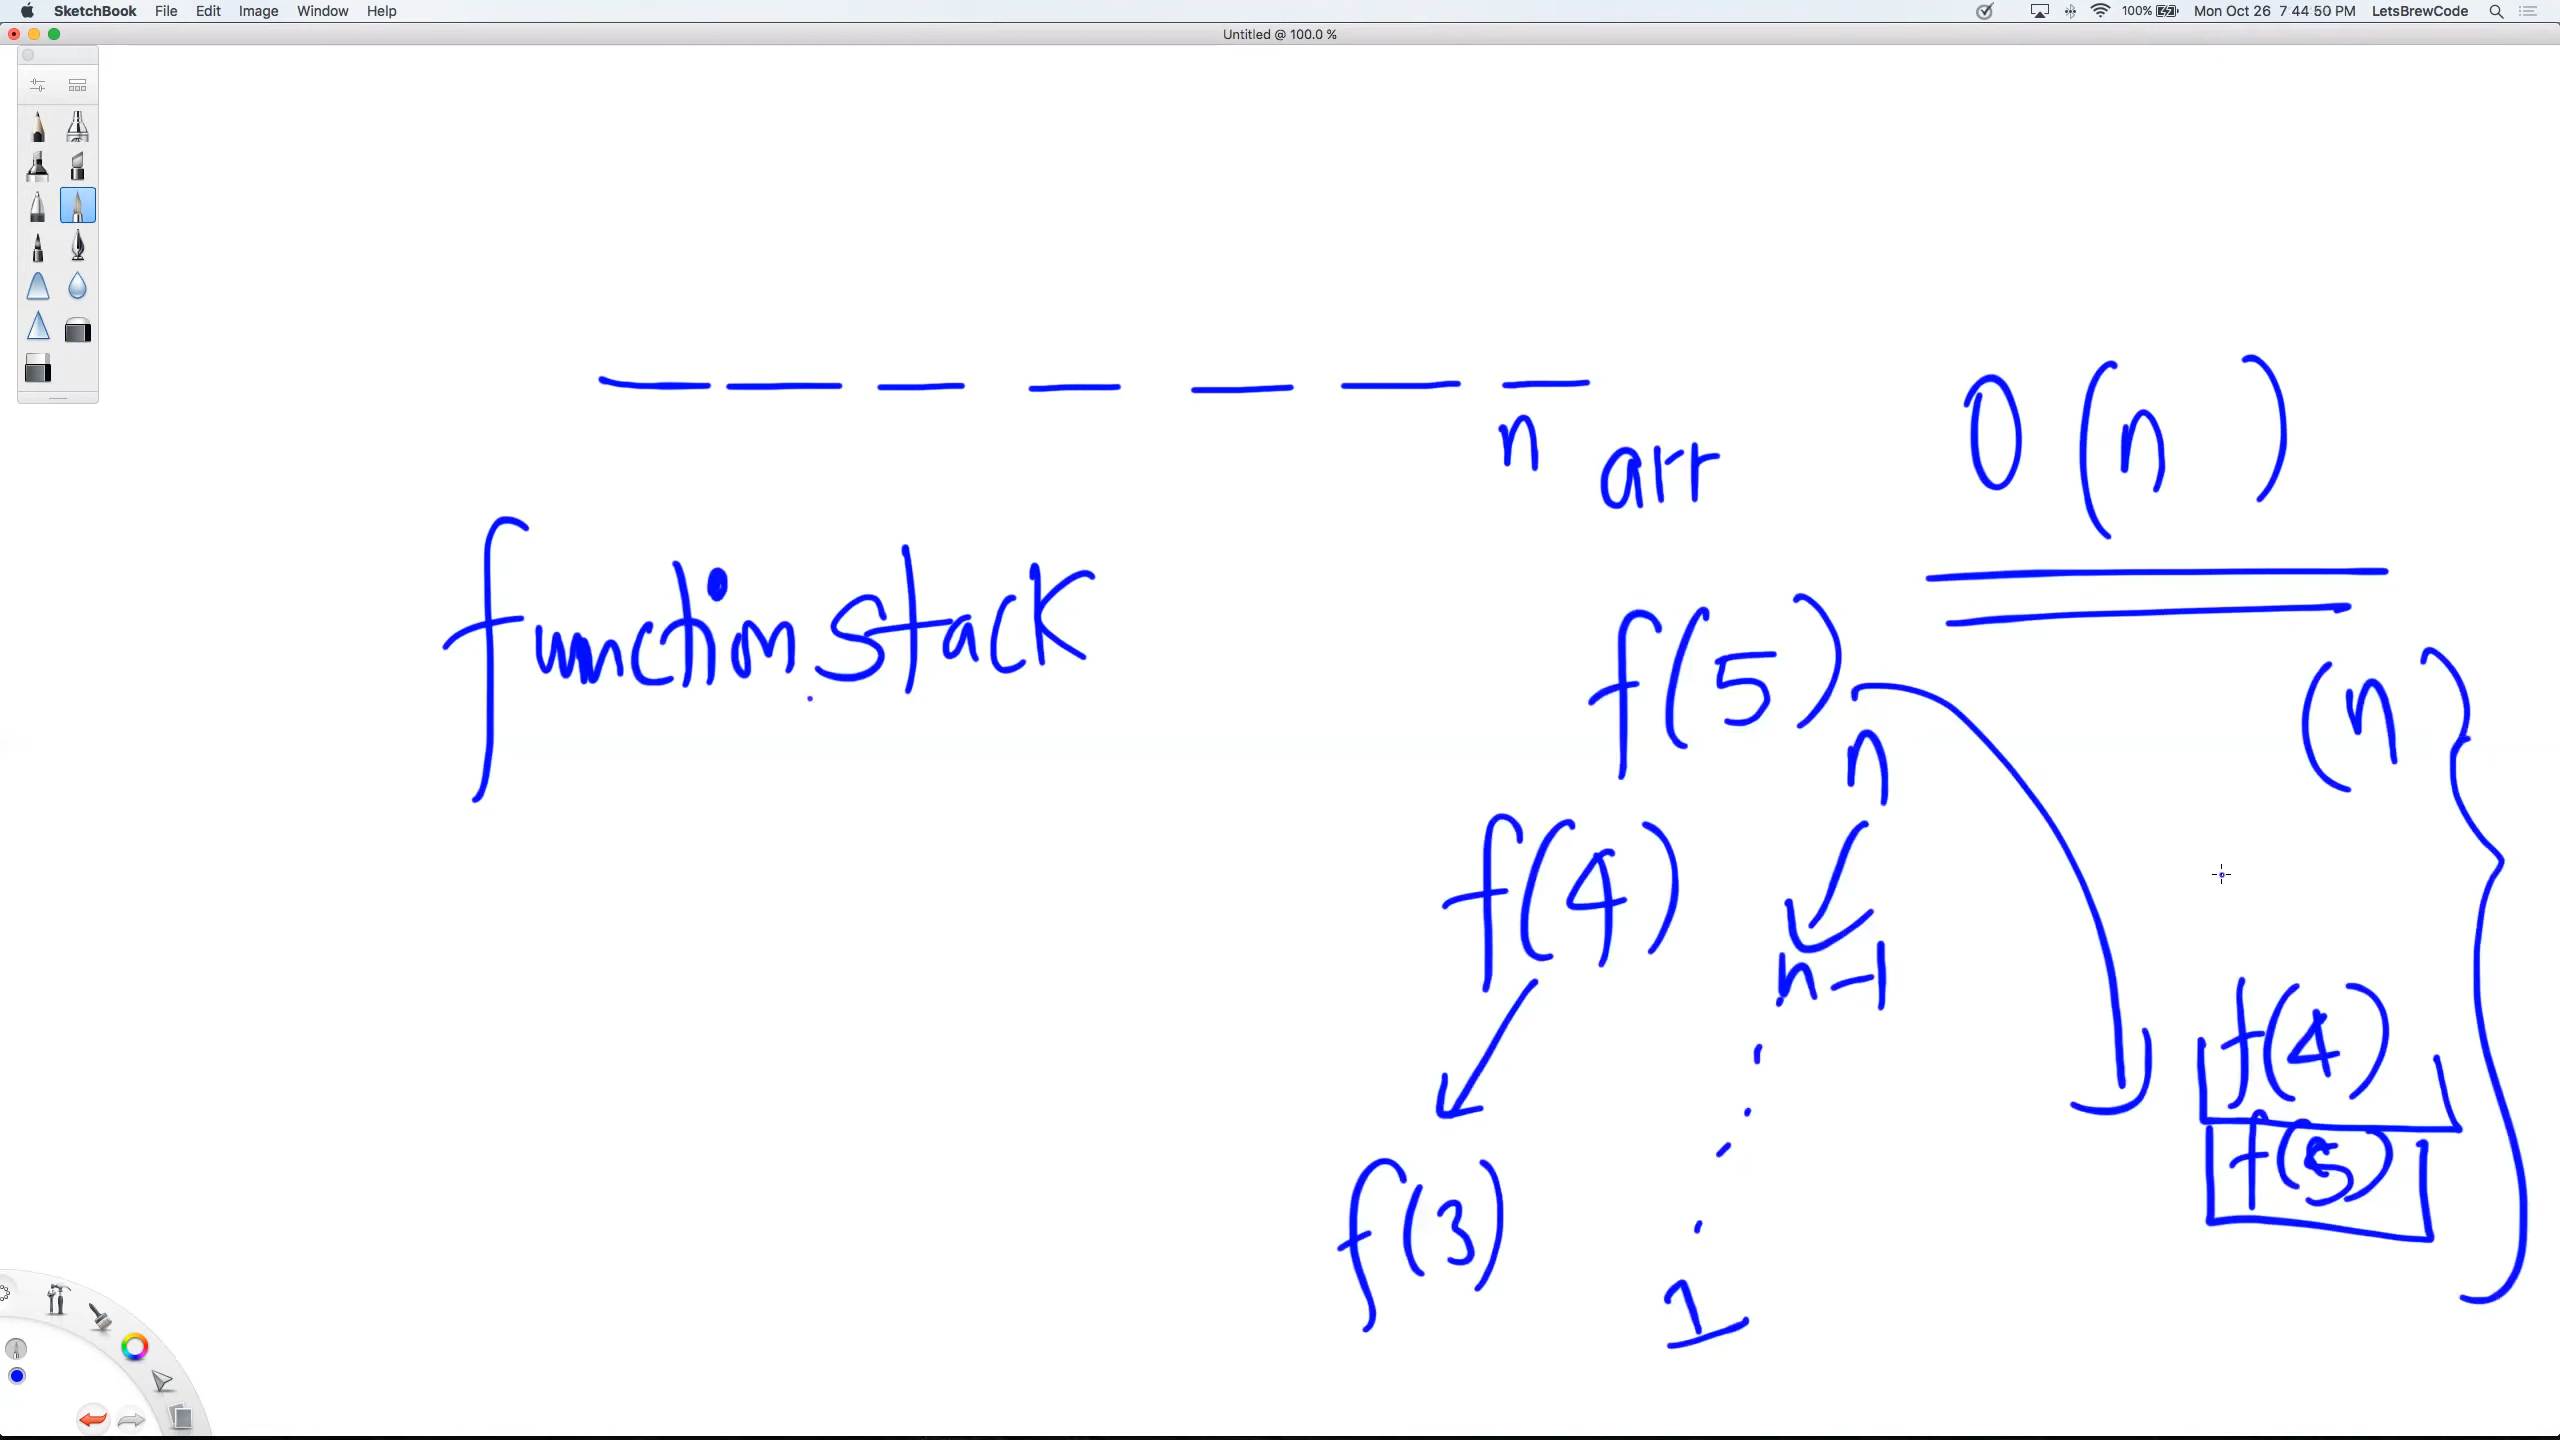 SketchBook File Edit Image Window Help 100% Mon Oct 26 7:44:50 PM LetsBrewCode
Untitled @ 100.0 %
n arr O(n)
function stack
f(5) n (n)
f(4) n-1
f(4)
f(5)
f(3)
1